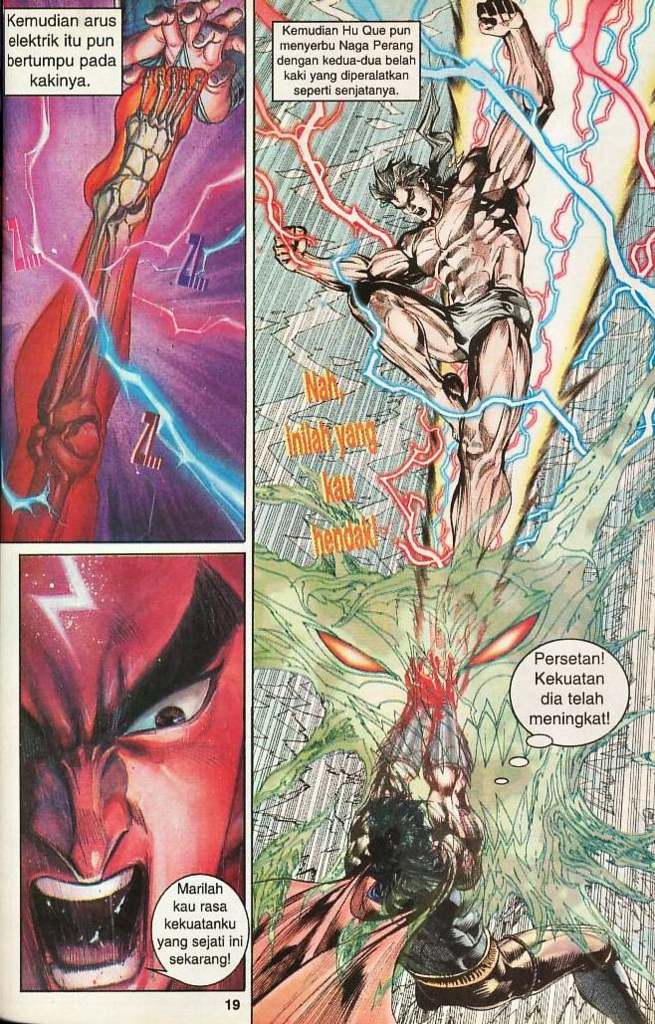 Kemudian arus
elektrik itu pun
bertumpu pada
kakinya.
Z...
Z...
Z...
Marilah
kau rasa
kekuatanku
yang sejati ini
sekarang!
19
Kemudian Hu Que pun
menyerbu Naga Perang
dengan kedua-dua belah
kaki yang diperalatkan
seperti senjatanya.
Nah,
inilah yang
kau
hendak!
Persetan!
Kekuatan
dia telah
meningkat!